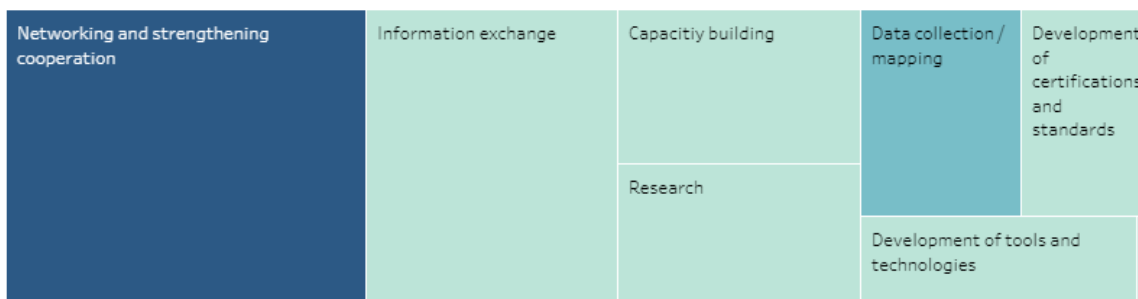 Networking and strengthening
cooperation
Information exchange
Capacitiy building
Research
Data collection /
mapping
Development
of
certifications
and
standards
Development of tools and
technologies